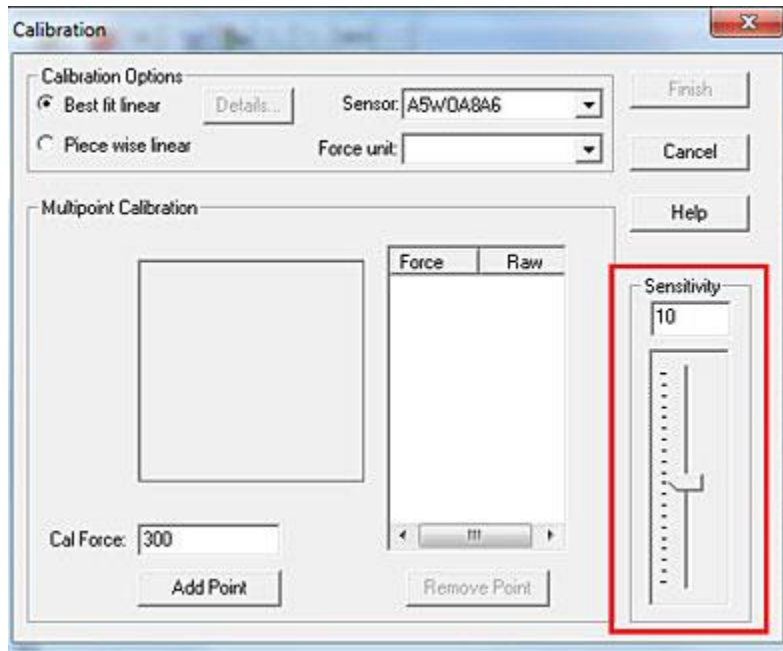 Calibration
Calibration Options
Best fit linear
Details...
Sensor: A5W0A8A6
Finish
Piece wise linear
Force unit:
Cancel
Help
Multipoint Calibration
Force Raw
Sensitivity
10
Cal Force: 300
Add Point
Remove Point